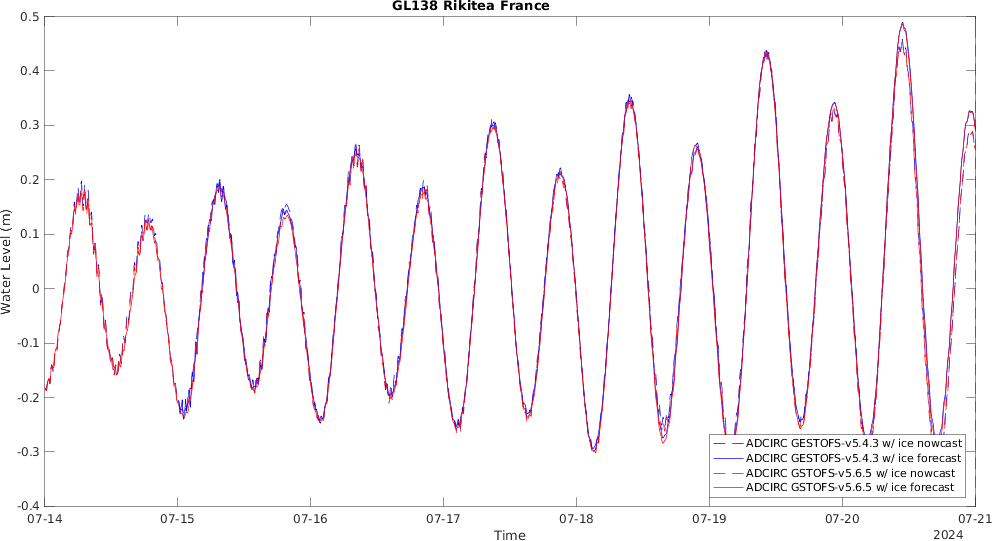 GL138 Rikitea France
0.5
0.4
0.3
0.2
0.1
0
-0.1
-0.2
-0.3
-0.4
Water Level (m)
ADCIRC GESTOFS-v5.4.3 w/ ice nowcast
ADCIRC GESTOFS-v5.4.3 w/ ice forecast
ADCIRC GSTOFS-v5.6.5 w/ ice nowcast
ADCIRC GSTOFS-v5.6.5 w/ ice forecast
07-14 07-15 07-16 07-17 07-18 07-19 07-20 07-21
Time
2024